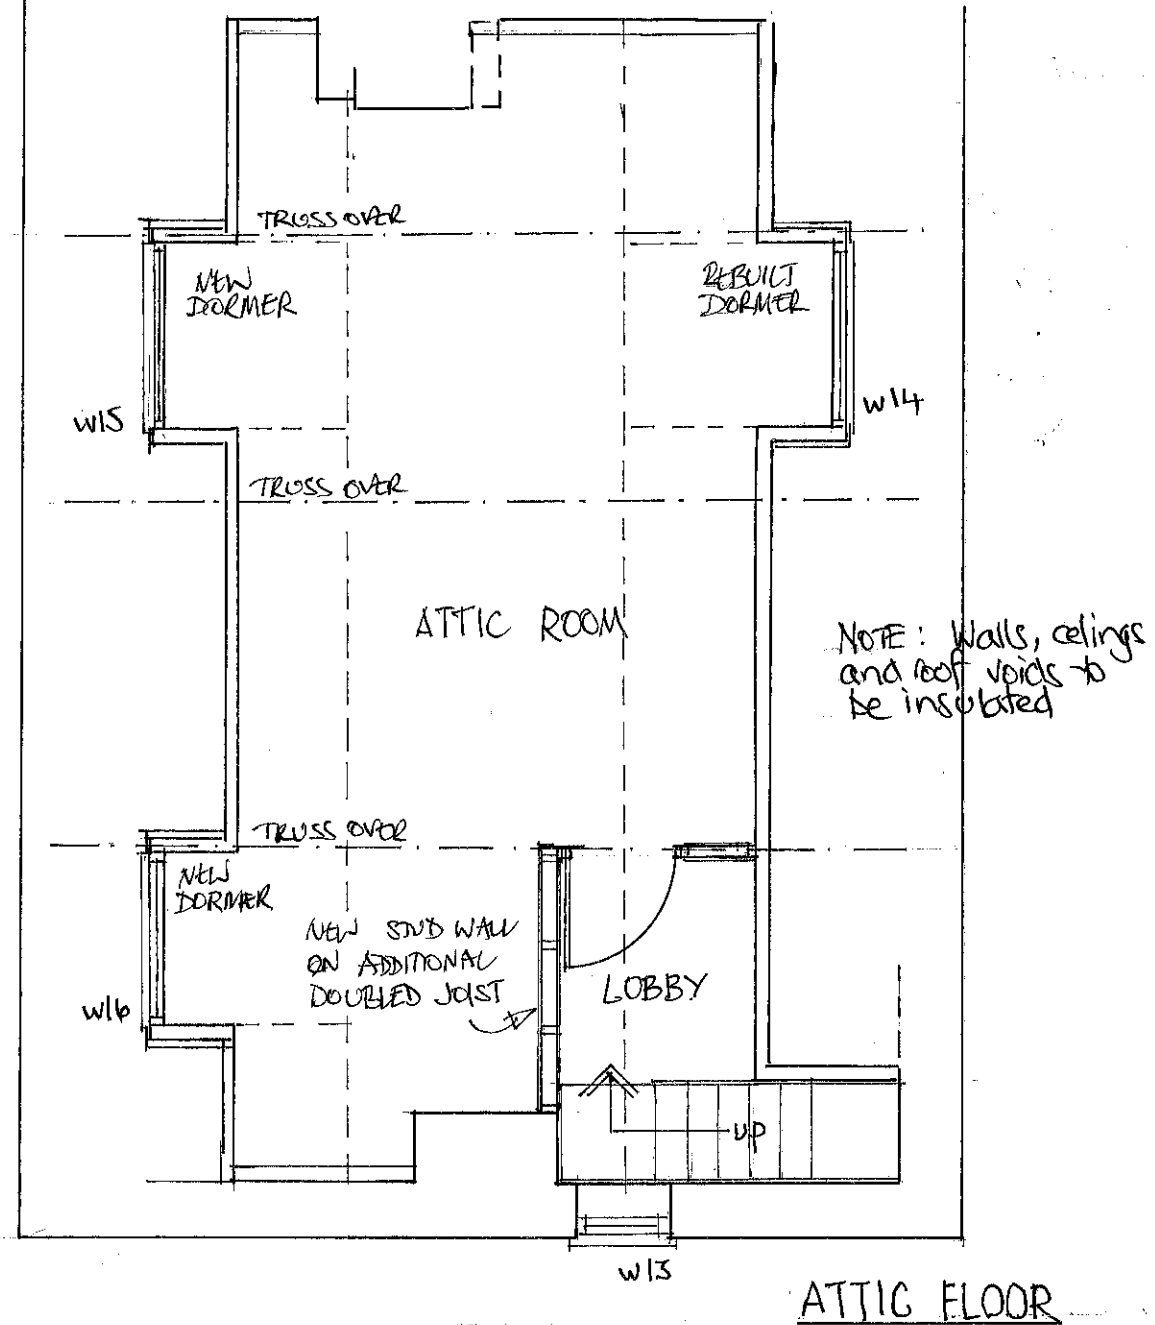 TRUSS OVER
NEW
DORMER
REBUILT
DORMER
W15
W14
TRUSS OVER
ATTIC ROOM
NOTE: Walls, celings
and roof voids to
be insulated
TRUSS OVER
NEW
DORMER
NEW STUD WALL
ON ADDITIONAL
DOUBLED JOIST
LOBBY
W16
UP
W13
ATTIC FLOOR